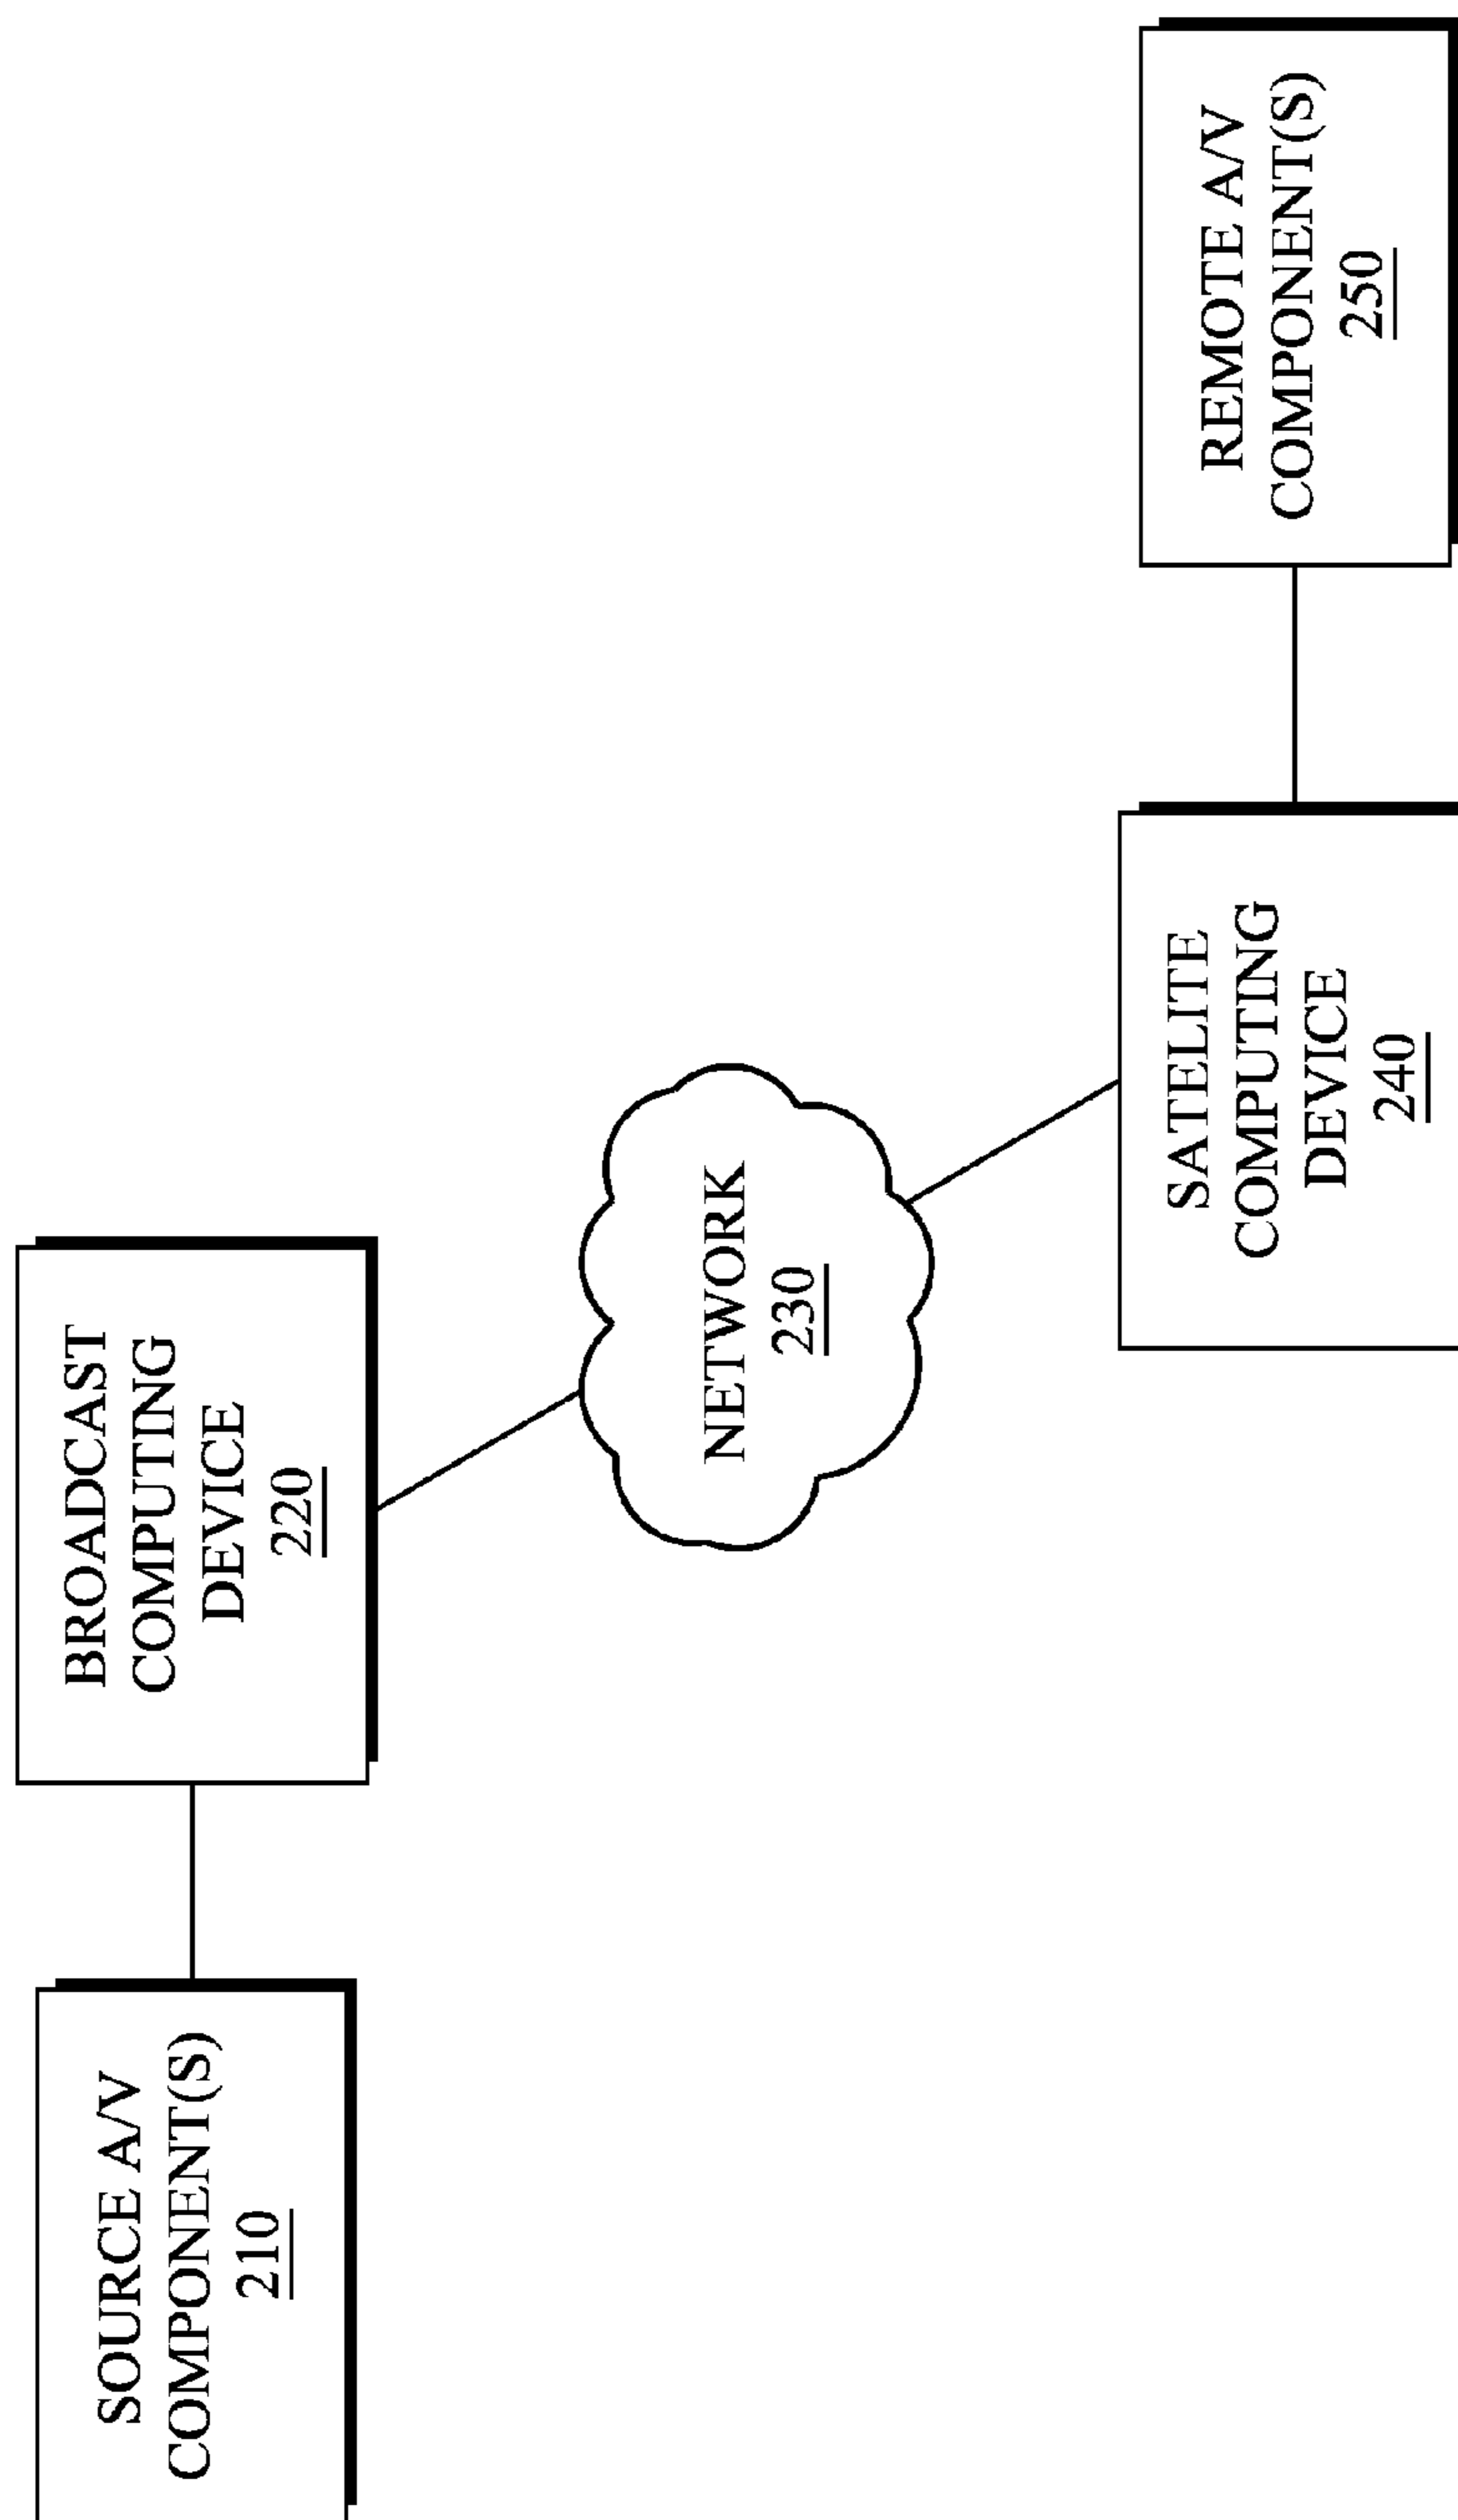 SOURCE A/V
COMPONENT(S)
210
BROADCAST
COMPUTING
DEVICE
220
NETWORK
230
SATELITE
COMPUTING
DEVICE
240
REMOTE A/V
COMPONENT(S)
250